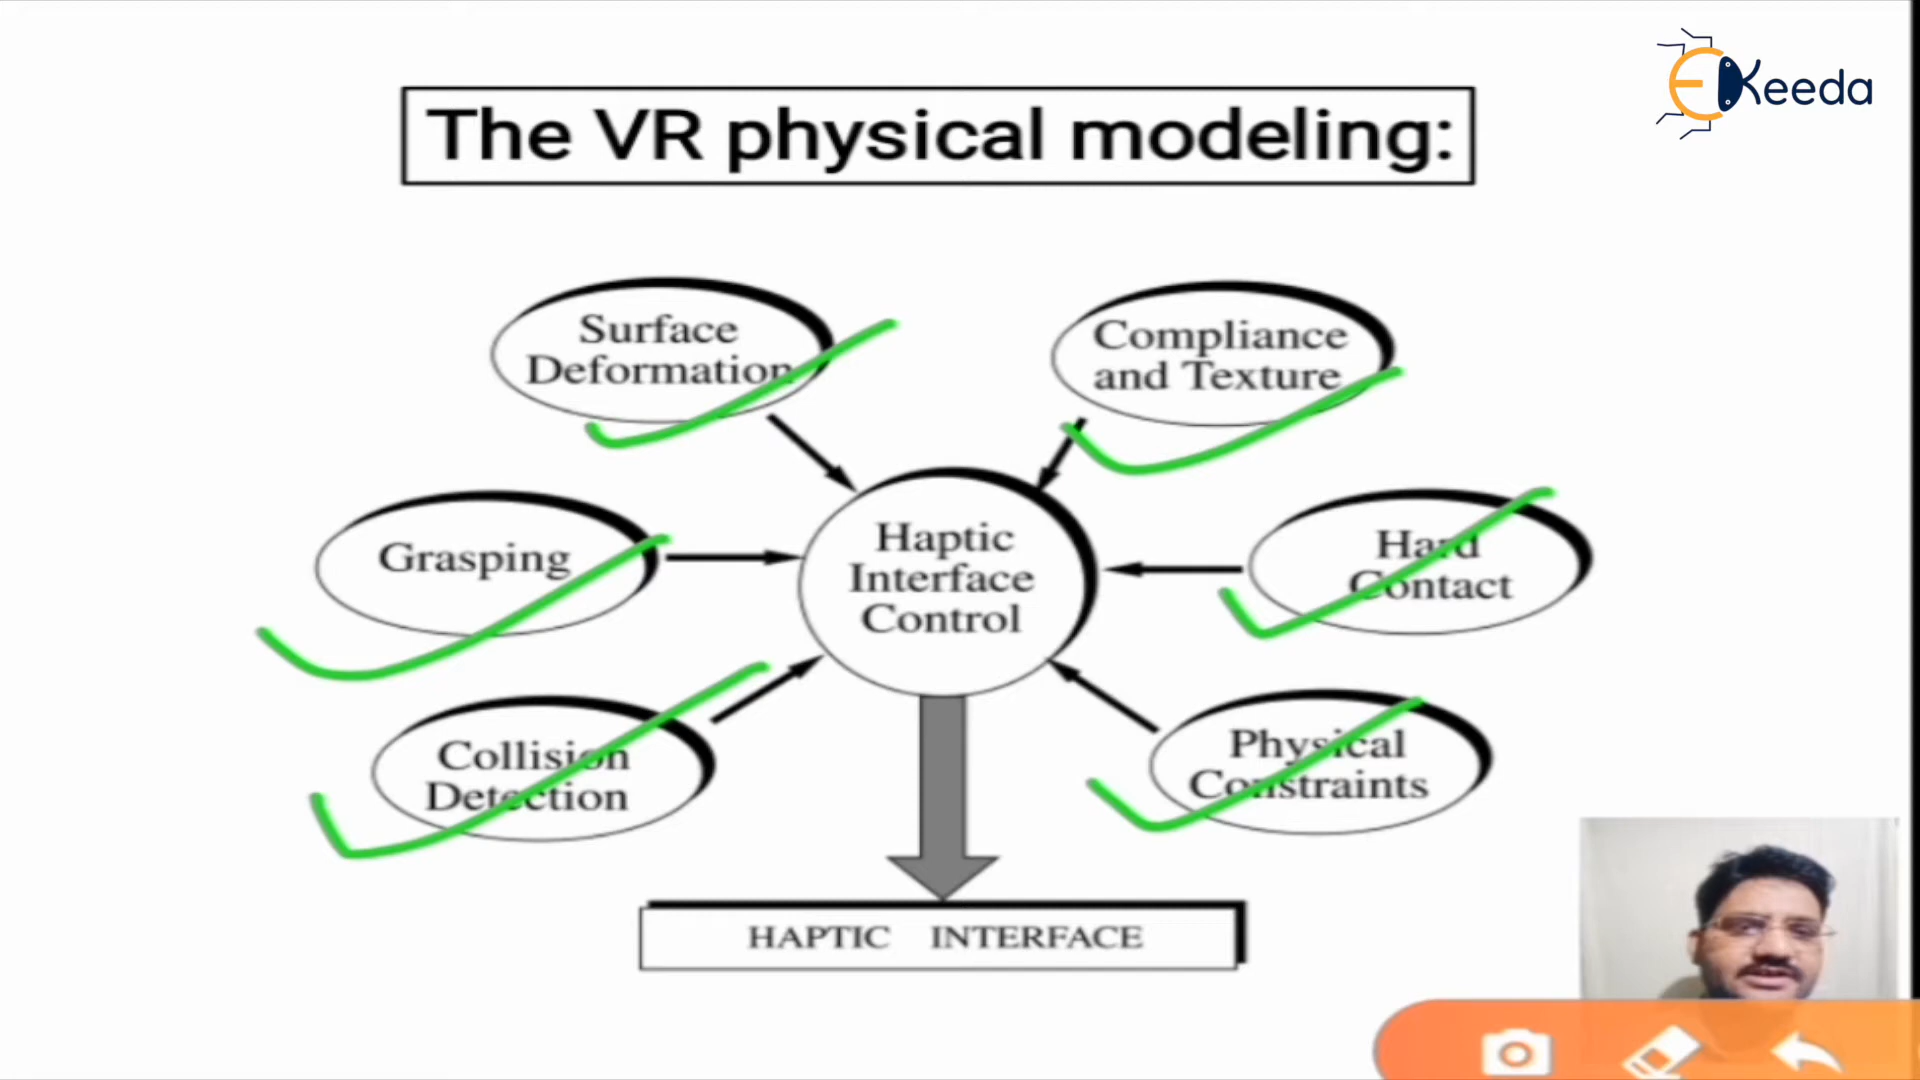 EKeeda
The VR physical modeling:
Surface
Deformation
Compliance
and Texture
Grasping
Haptic
Interface
Control
Hard
Contact
Collision
Detection
Physical
Constraints
HAPTIC INTERFACE